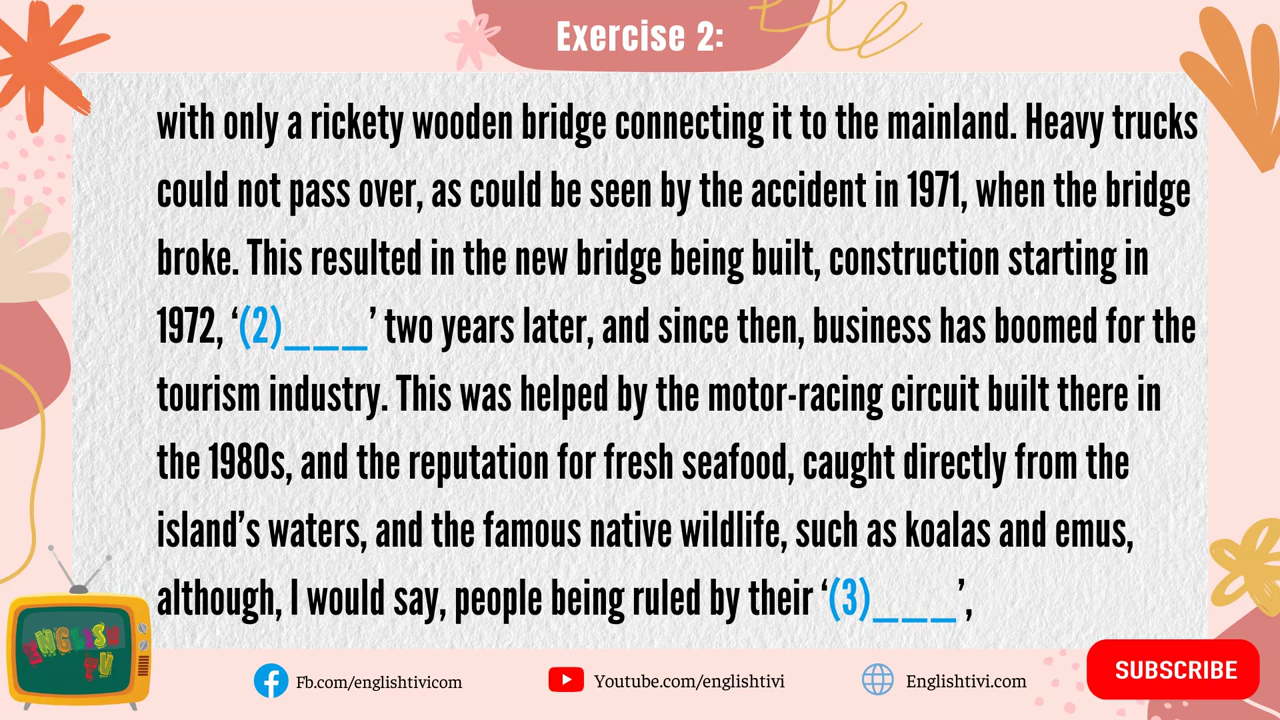 Exercise 2:
with only a rickety wooden bridge connecting it to the mainland. Heavy trucks
could not pass over, as could be seen by the accident in 1971, when the bridge
broke. This resulted in the new bridge being built, construction starting in
1972, ‘(2)___’ two years later, and since then, business has boomed for the
tourism industry. This was helped by the motor-racing circuit built there in
the 1980s, and the reputation for fresh seafood, caught directly from the
island’s waters, and the famous native wildlife, such as koalas and emus,
although, I would say, people being ruled by their ‘(3)___’,
ENGLISH
TV
Fb.com/englishtivicom
Youtube.com/englishtivi
Englishtivi.com
SUBSCRIBE